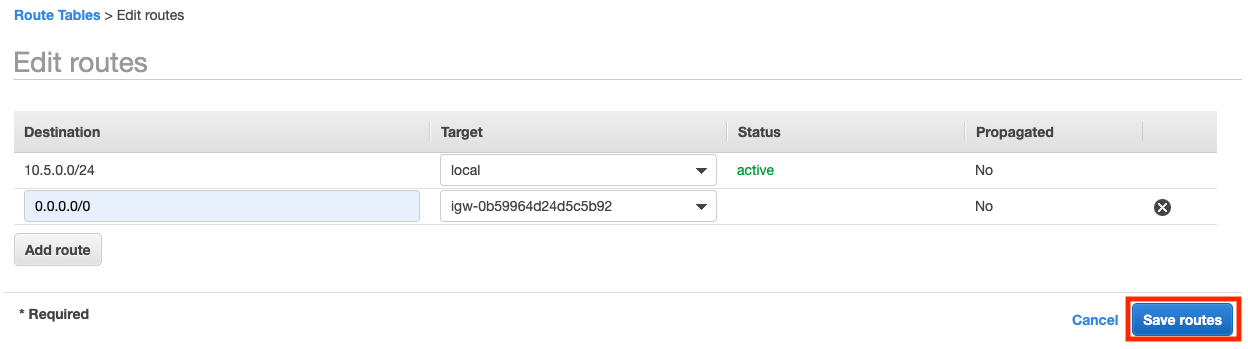 Route Tables > Edit routes
Edit routes
Destination Target Status Propagated
10.5.0.0/24 local active No
0.0.0.0/0 igw-0b59964d24d5c5b92 No
Add route
* Required
Cancel Save routes